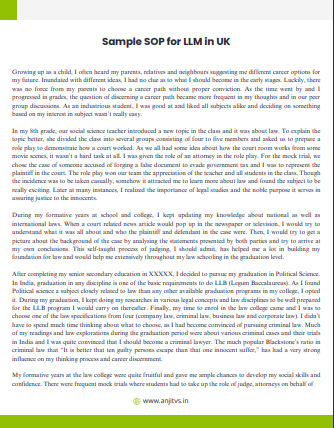 Sample SOP for LLM in UK
Growing up as a child, I often heard my parents, relatives and neighbours suggesting me different career options for
my future. Inundated with different ideas, I had no clue as to what I should become in the early stages. Luckily, there
was no force from my parents to choose a career path without proper conviction. As the time went by and I
progressed in grades, the question of discerning a career path became more frequent in my thoughts and in our peer
group discussions. As an industrious student, I was good at and liked all subjects alike and deciding on something
based on my interest in subject wasn't really easy.
In my 8th grade, our social science teacher introduced a new topic in the class and it was about law. To explain the
topic better, she divided the class into several groups consisting of four to five members and asked us to prepare a
role play to demonstrate how a court worked. As we all had some idea about how the court room works from some
movie scenes, it wasn't a hard task at all. I was given the role of an attorney in the role play. For the mock trial, we
chose the case of someone accused of forging a false document to evade government tax and I was to represent the
plaintiff in the court. The role play won our team the appreciation of the teacher and all students in the class. Though
the incidence was to be taken casually, somehow it attracted me to learn more about law and found the subject to be
really exciting. Later at many instances, I realized the importance of legal studies and the noble purpose it serves in
assuring justice to the innocents.
During my formative years at school and college, I kept updating my knowledge about national as well as
international laws. When a court related news article would pop up in the newspaper or television, I would try to
understand what it was all about and who the plaintiff and defendant in the case were. Then, I would try to get a
picture about the background of the case by analysing the statements presented by both parties and try to arrive at
my own conclusions. This self-taught process of judging, I should admit, has helped me a lot in building my
foundation for law and would help me extensively throughout my law schooling in the graduation level.
After completing my senior secondary education in XXXXX, I decided to pursue my graduation in Political Science.
In India, graduation in any discipline is one of the basic requirements to do the LLB (Legum Baccalaureus). As I found
Political Science a subject closely related to law than any other available graduation programs in my college, I opted
it. During my graduation, I kept doing my researches in various legal concepts and law disciplines to be well prepared
for the LLB program I would carry on thereafter. Finally, my time to enrol in the law college came and I was to
choose one of the law specifications from four (company law, criminal law, business law and corporate law). I didn't
have to spend much time thinking about what to choose, as I had become convinced of pursuing criminal law. Much
of my readings and law explorations during the graduation period were about various criminal cases and their trials
in India and I was quite convinced that I should become a criminal lawyer. The much popular Blackstone's ratio in
criminal law that "It is better that ten guilty persons escape than that one innocent suffer," has had a very strong
influence on my thinking process and career discernment.
My formative years at the law college were quite fruitful and gave me ample chances to develop my social skills and
confidence. There were frequent mock trials where students had to take up the role of judge, attorneys on behalf of
www.anjitvs.in